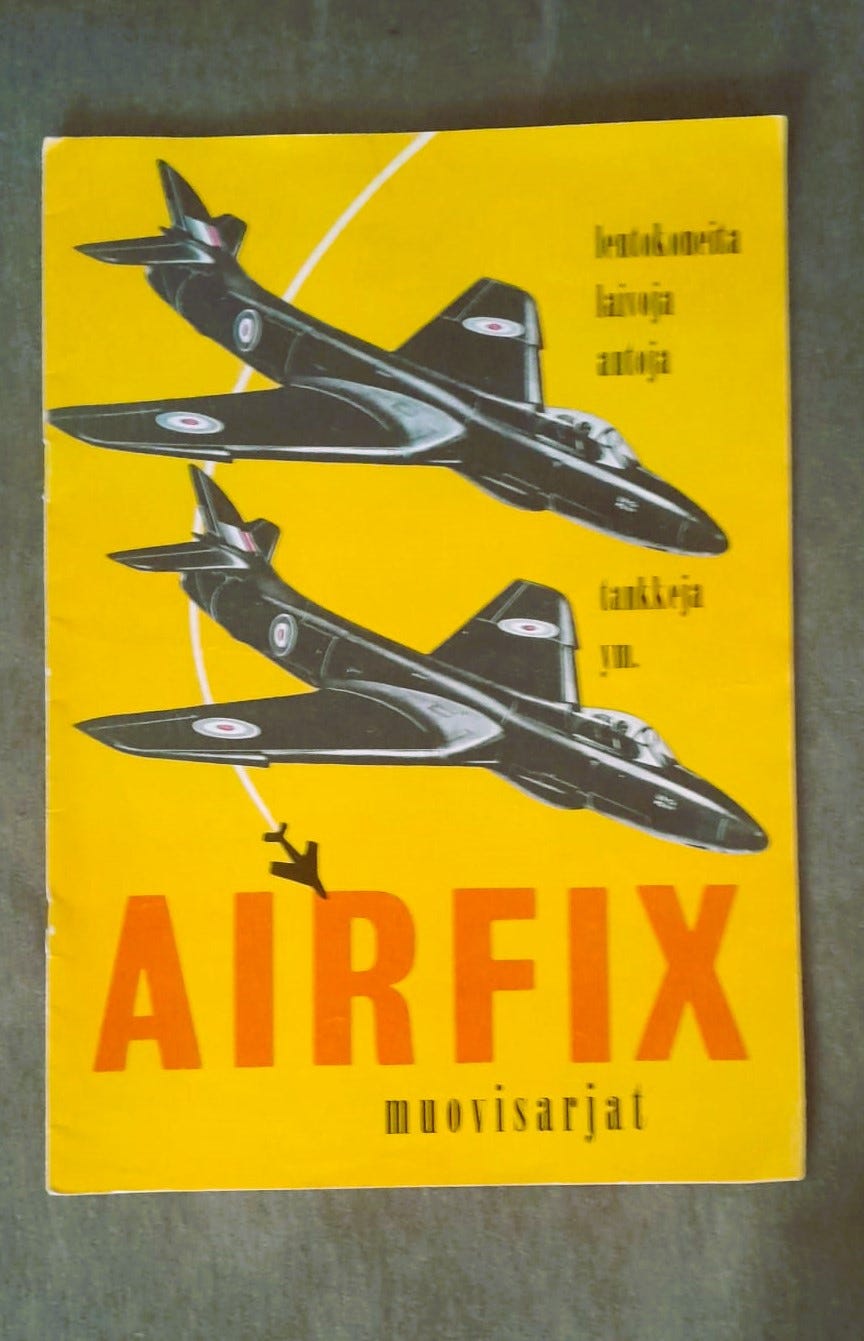 lentokoneita
laivoja
autoja
tankkeja
ym.
AIRFIX
muovisarjat